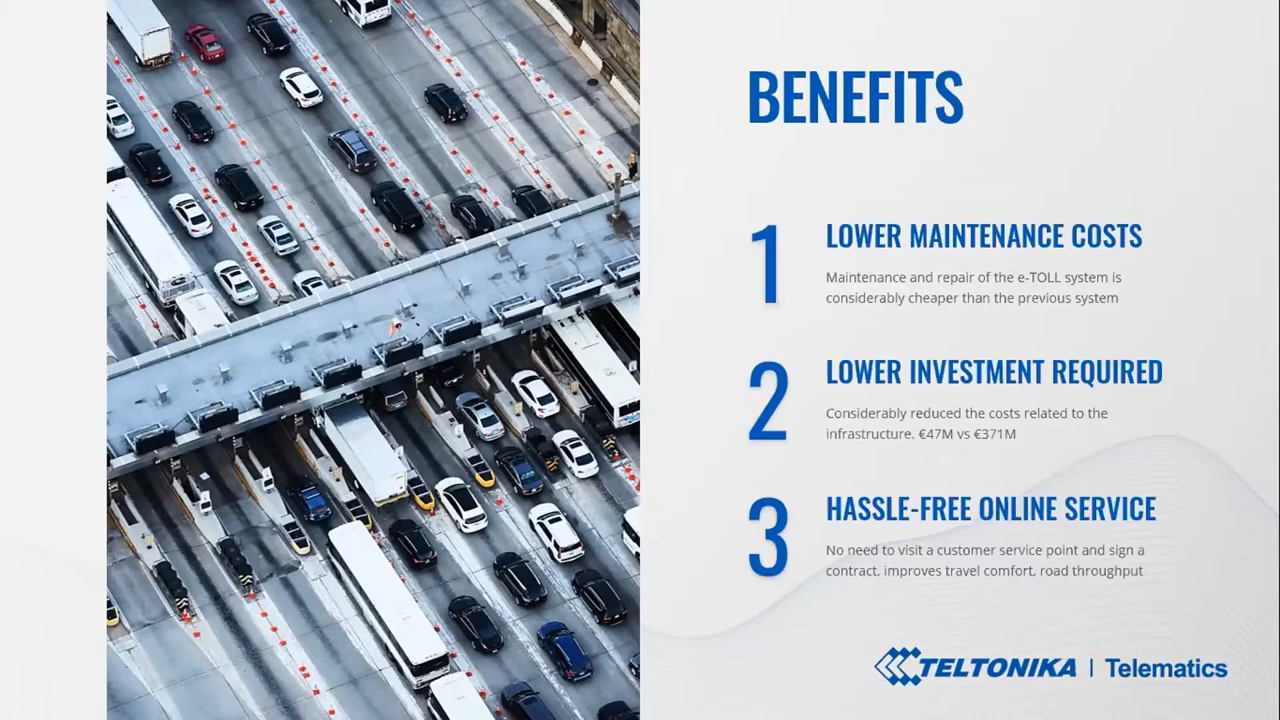 BENEFITS
1
LOWER MAINTENANCE COSTS
Maintenance and repair of the e-TOLL system is
considerably cheaper than the previous system
2
LOWER INVESTMENT REQUIRED
Considerably reduced the costs related to the
infrastructure. €47M vs €371M
3
HASSLE-FREE ONLINE SERVICE
No need to visit a customer service point and sign a
contract. improves travel comfort. road throughput
TELTONIKA | Telematics